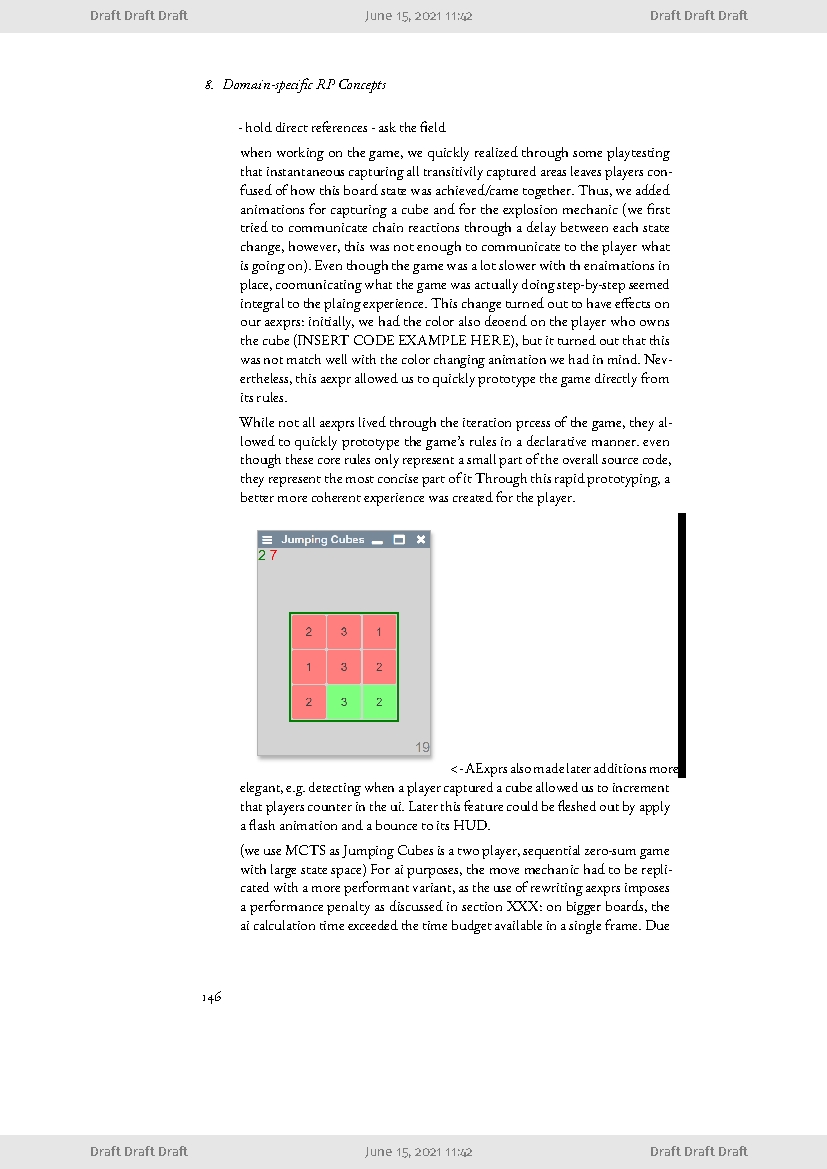 Draft Draft Draft June 15, 2021 11:42 Draft Draft Draft
8. Domain-specific RP Concepts
- hold direct references - ask the field
when working on the game, we quickly realized through some playtesting
that instantaneous capturing all transitivily captured areas leaves players con-
fused of how this board state was achieved/came together. Thus, we added
animations for capturing a cube and for the explosion mechanic (we first
tried to communicate chain reactions through a delay between each state
change, however, this was not enough to communicate to the player what
is going on). Even though the game was a lot slower with th enaimations in
place, coomunicating what the game was actually doing step-by-step seemed
integral to the plaing experience. This change turned out to have effects on
our aexprs: initially, we had the color also deoend on the player who owns
the cube (INSERT CODE EXAMPLE HERE), but it turned out that this
was not match well with the color changing animation we had in mind. Nev-
ertheless, this aexpr allowed us to quickly prototype the game directly from
its rules.
While not all aexprs lived through the iteration prcess of the game, they al-
lowed to quickly prototype the game's rules in a declarative manner. even
though these core rules only represent a small part of the overall source code,
they represent the most concise part of it Through this rapid prototyping, a
better more coherent experience was created for the player.
Jumping Cubes
2 7
2 3 1
1 3 2
2 3 2
19
<- AExprs also made later additions more
elegant, e.g. detecting when a player captured a cube allowed us to increment
that players counter in the ui. Later this feature could be fleshed out by apply
a flash animation and a bounce to its HUD.
(we use MCTS as Jumping Cubes is a two player, sequential zero-sum game
with large state space) For ai purposes, the move mechanic had to be repli-
cated with a more performant variant, as the use of rewriting aexprs imposes
a performance penalty as discussed in section XXX: on bigger boards, the
ai calculation time exceeded the time budget available in a single frame. Due
146
Draft Draft Draft June 15, 2021 11:42 Draft Draft Draft